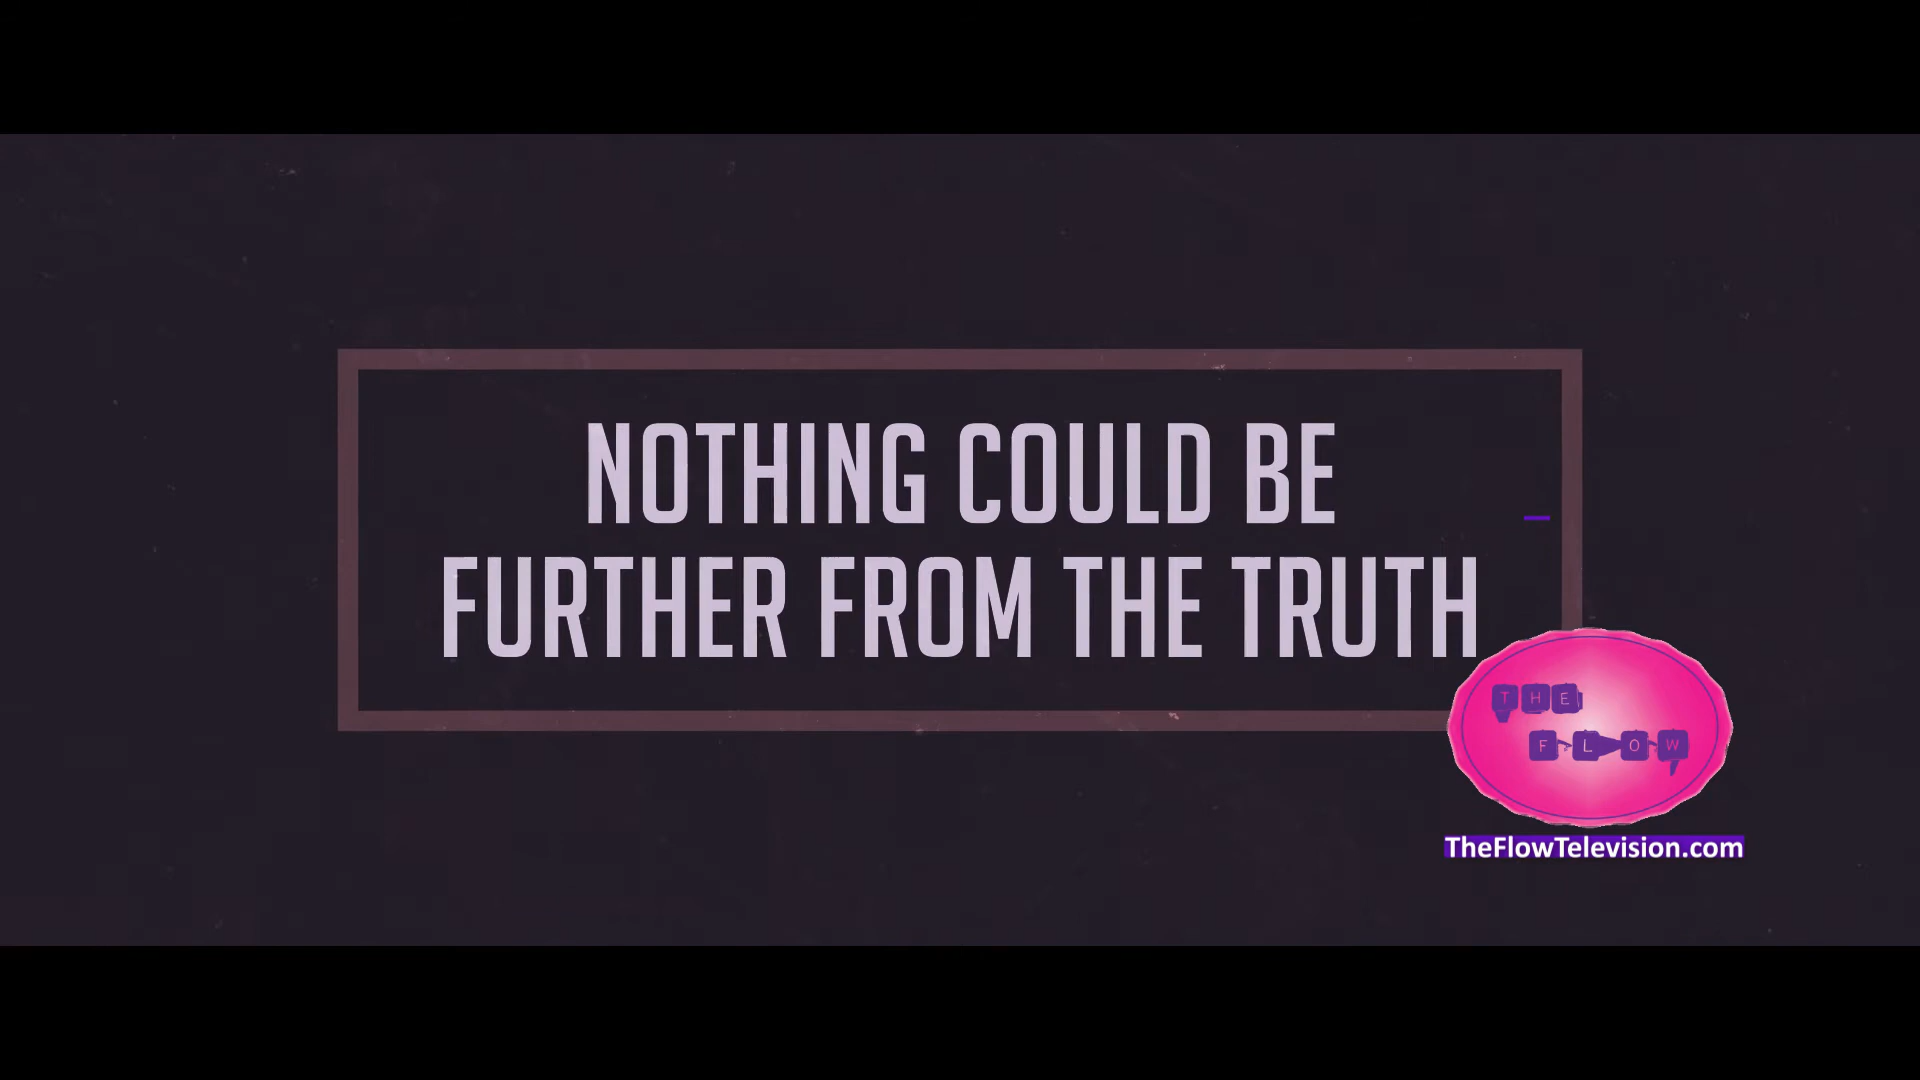 NOTHING COULD BE
FURTHER FROM THE TRUTH
THE
FLOW
TheFlowTelevision.com